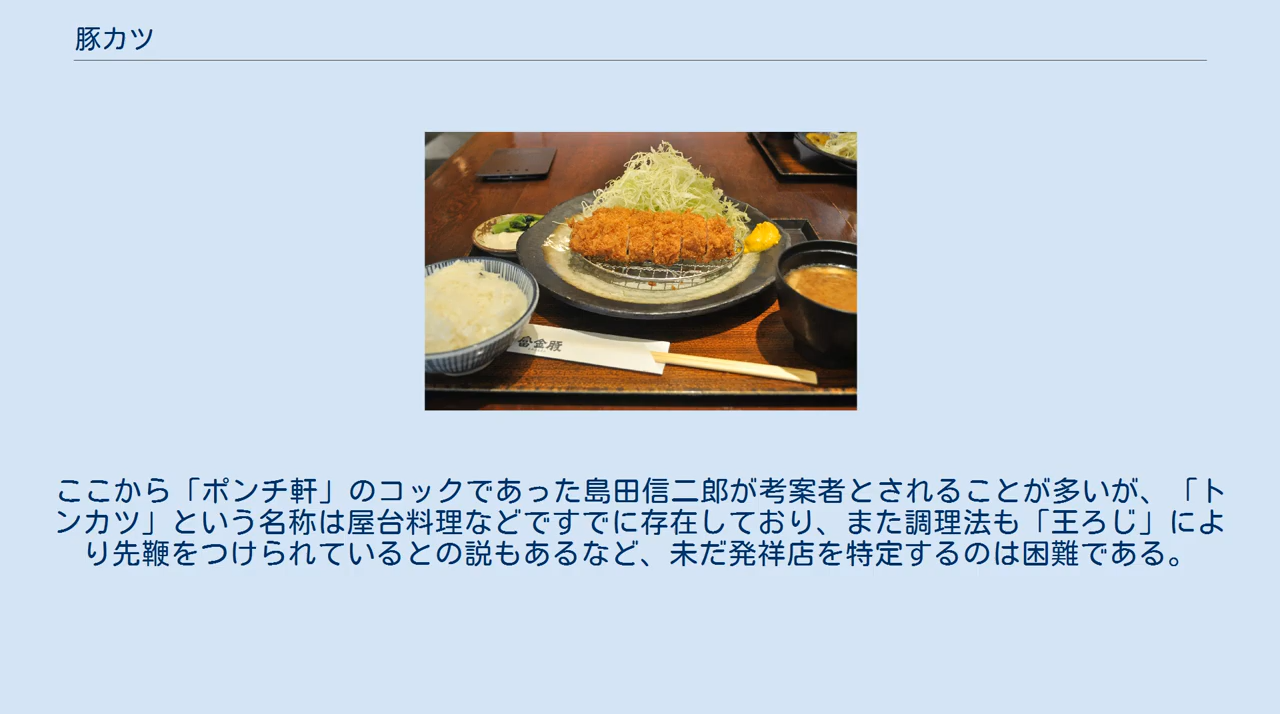 豚カツ
金豚
ここから「ポンチ軒」のコックであった島田信二郎が考案者とされることが多いが、「ト
ンカツ」という名称は屋台料理などですでに存在しており、また調理法も「王ろじ」によ
り先鞭をつけられているとの説もあるなど、未だ発祥店を特定するのは困難である。